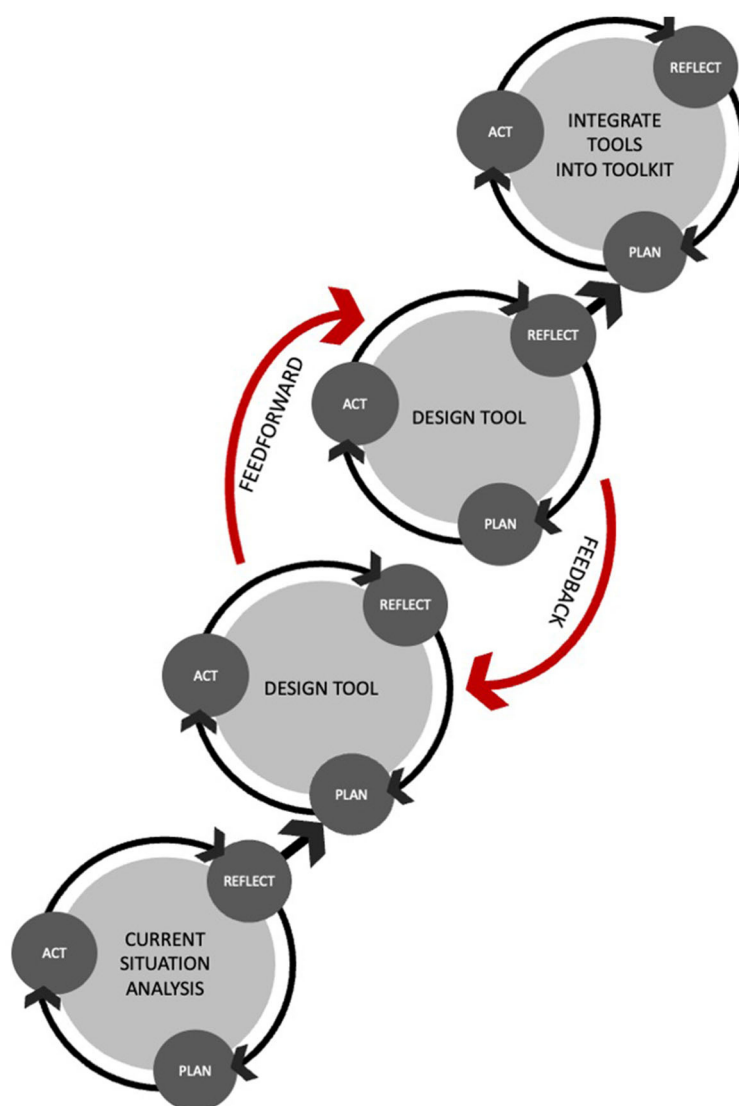 REFLECT
ACT
INTEGRATE
TOOLS
INTO TOOLKIT
PLAN
REFLECT
FEEDFORWARD
ACT
DESIGN TOOL
PLAN
FEEDBACK
REFLECT
ACT
DESIGN TOOL
PLAN
REFLECT
ACT
CURRENT
SITUATION
ANALYSIS
PLAN